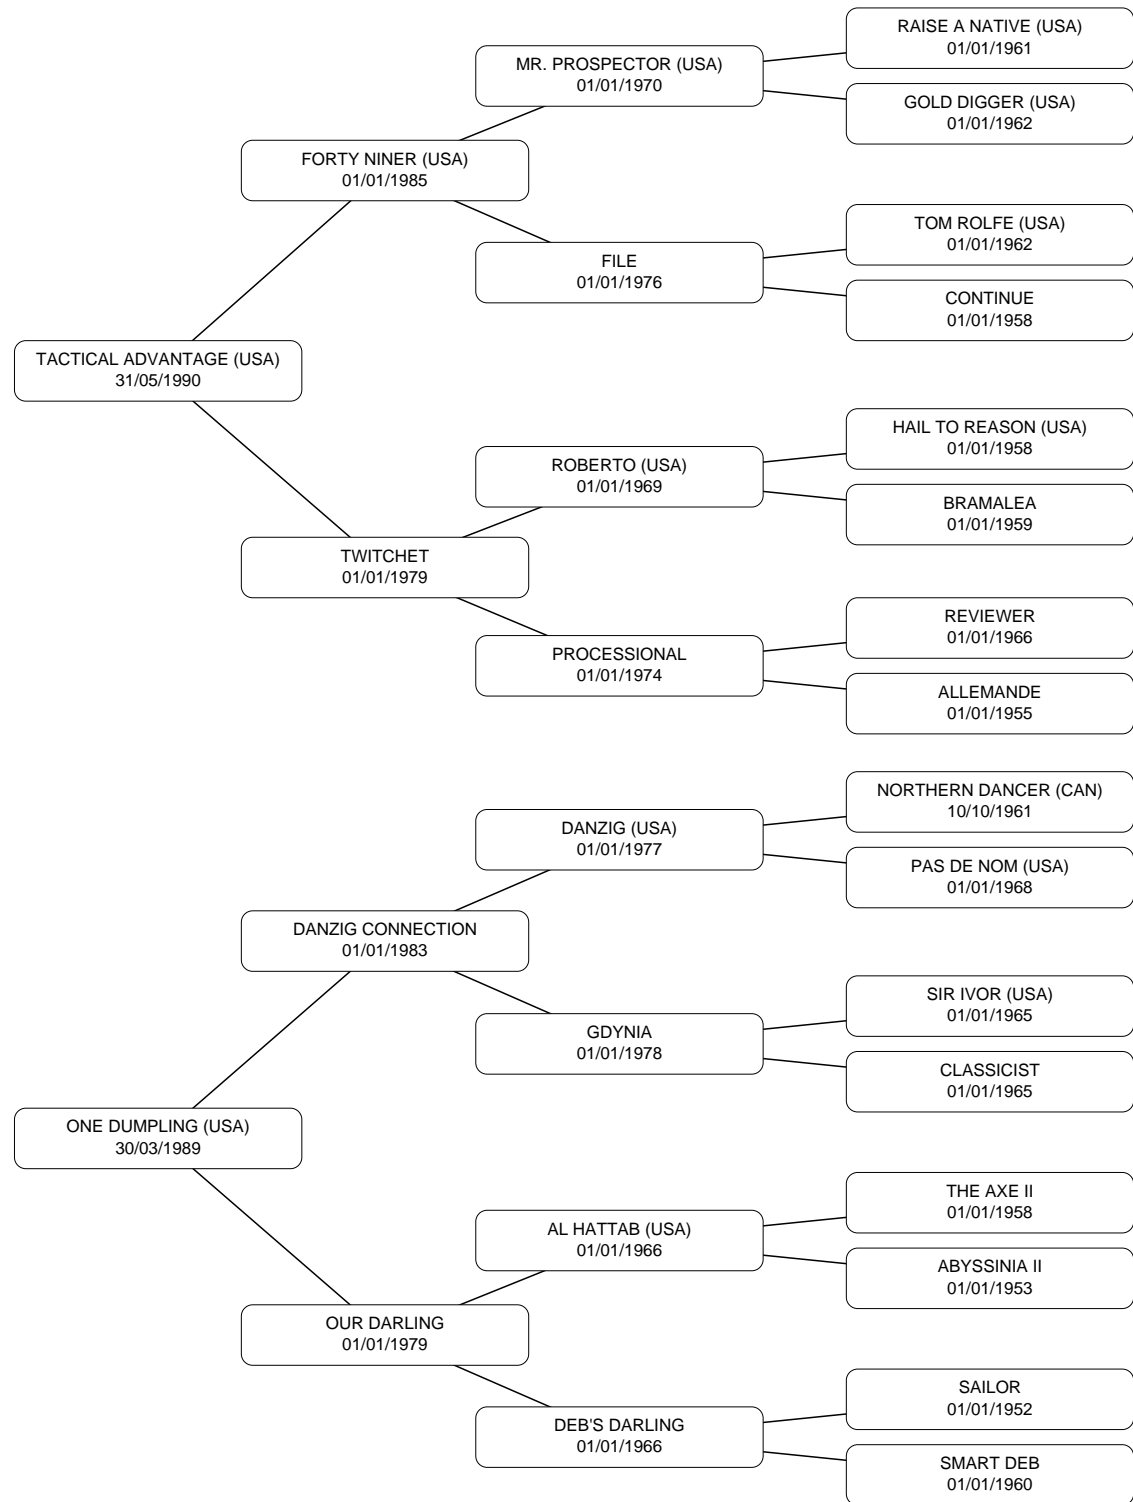 RAISE A NATIVE (USA)
01/01/1961
MR. PROSPECTOR (USA)
01/01/1970
GOLD DIGGER (USA)
01/01/1962
FORTY NINER (USA)
01/01/1985
TOM ROLFE (USA)
01/01/1962
FILE
01/01/1976
CONTINUE
01/01/1958
TACTICAL ADVANTAGE (USA)
31/05/1990
HAIL TO REASON (USA)
01/01/1958
ROBERTO (USA)
01/01/1969
BRAMALEA
01/01/1959
TWITCHET
01/01/1979
REVIEWER
01/01/1966
PROCESSIONAL
01/01/1974
ALLEMANDE
01/01/1955
NORTHERN DANCER (CAN)
10/10/1961
DANZIG (USA)
01/01/1977
PAS DE NOM (USA)
01/01/1968
DANZIG CONNECTION
01/01/1983
SIR IVOR (USA)
01/01/1965
GDYNIA
01/01/1978
CLASSICIST
01/01/1965
ONE DUMPLING (USA)
30/03/1989
THE AXE II
01/01/1958
AL HATTAB (USA)
01/01/1966
ABYSSINIA II
01/01/1953
OUR DARLING
01/01/1979
SAILOR
01/01/1952
DEB'S DARLING
01/01/1966
SMART DEB
01/01/1960